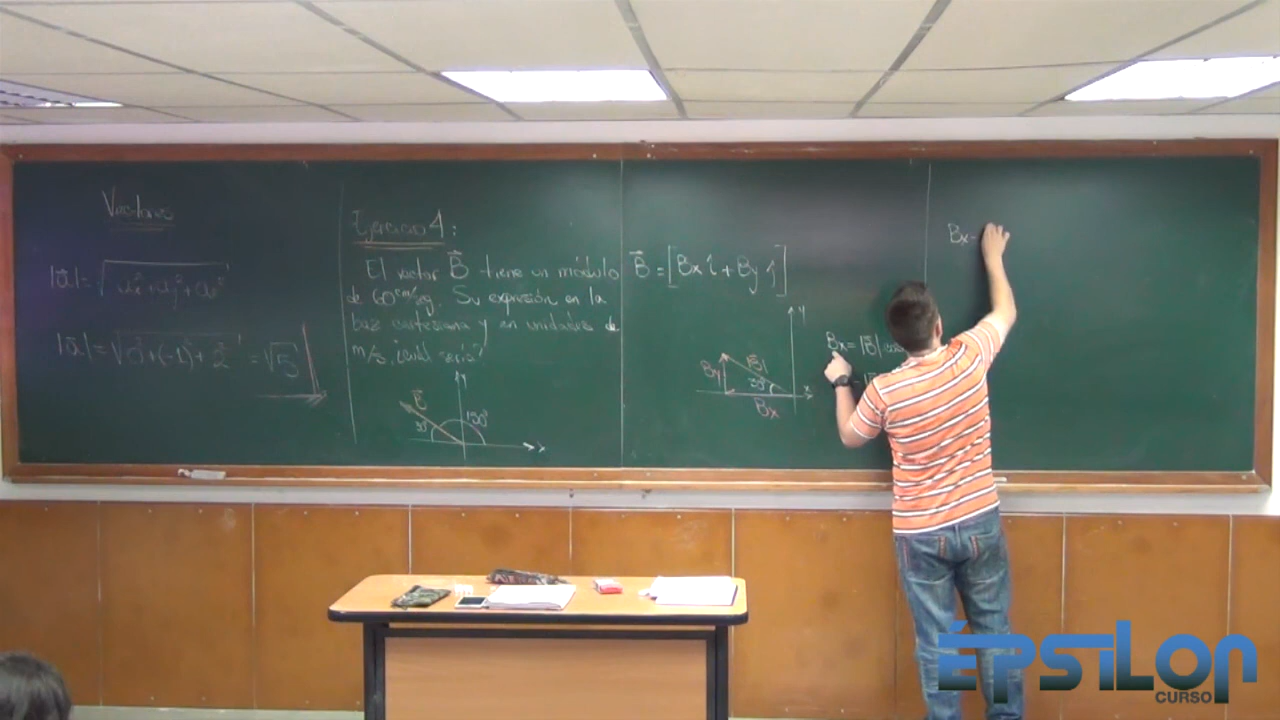 Vectores
|a⃗| = √(ax² + ay² + az²)
|a⃗| = √(0² + (-1)² + 2²) = √5
Ejercicio 4:
El vector B⃗ tiene un módulo
de 60 cm/seg. Su expresión en la
base cartesiana y en unidades de
m/s, ¿cuál sería?
y
B⃗
30°
150°
x
B⃗ = [Bx î + By ĵ]
y
By
|B⃗|
30°
x
Bx
Bx = |B⃗| cos
Bx =
ÉPSILON
CURSO